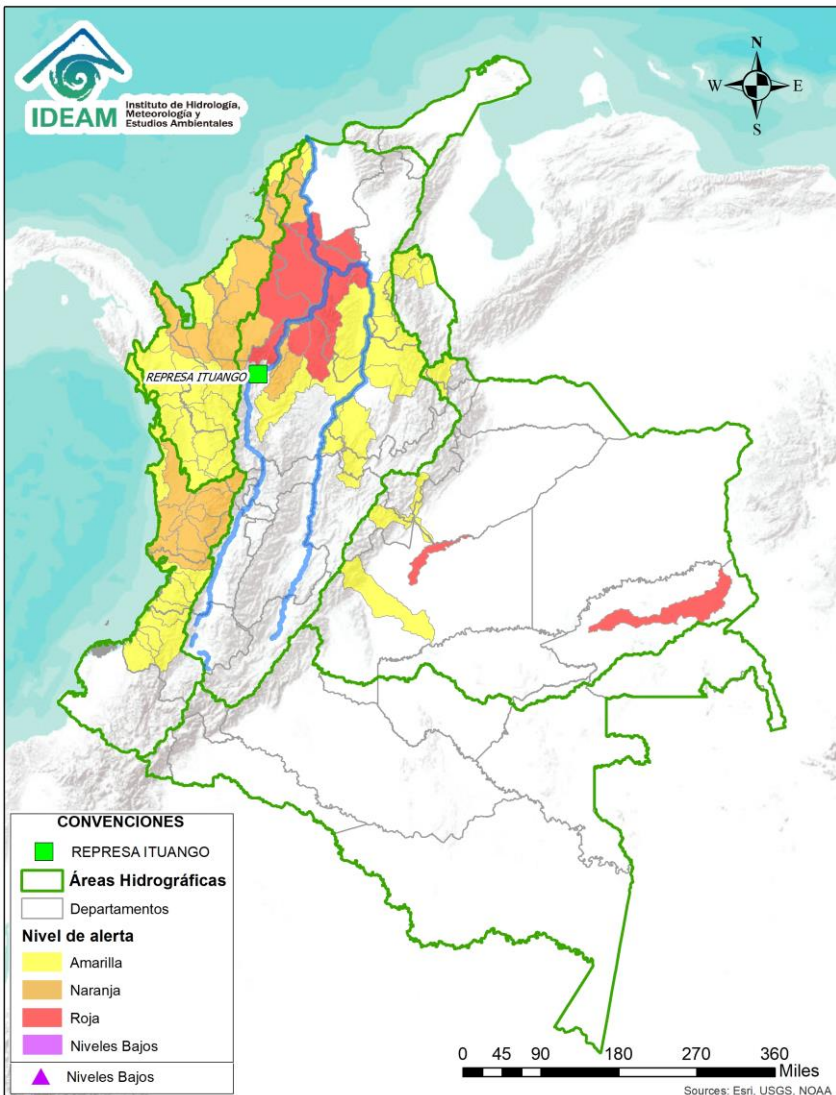 IDEAM
Instituto de Hidrología,
Meteorología y
Estudios Ambientales
N
W
E
S
REPRESA ITUANGO
CONVENCIONES
REPRESA ITUANGO
Áreas Hidrográficas
Departamentos
Nivel de alerta
Amarilla
Naranja
Roja
Niveles Bajos
Niveles Bajos
0 45 90 180 270 360
Miles
Sources: Esri, USGS, NOAA